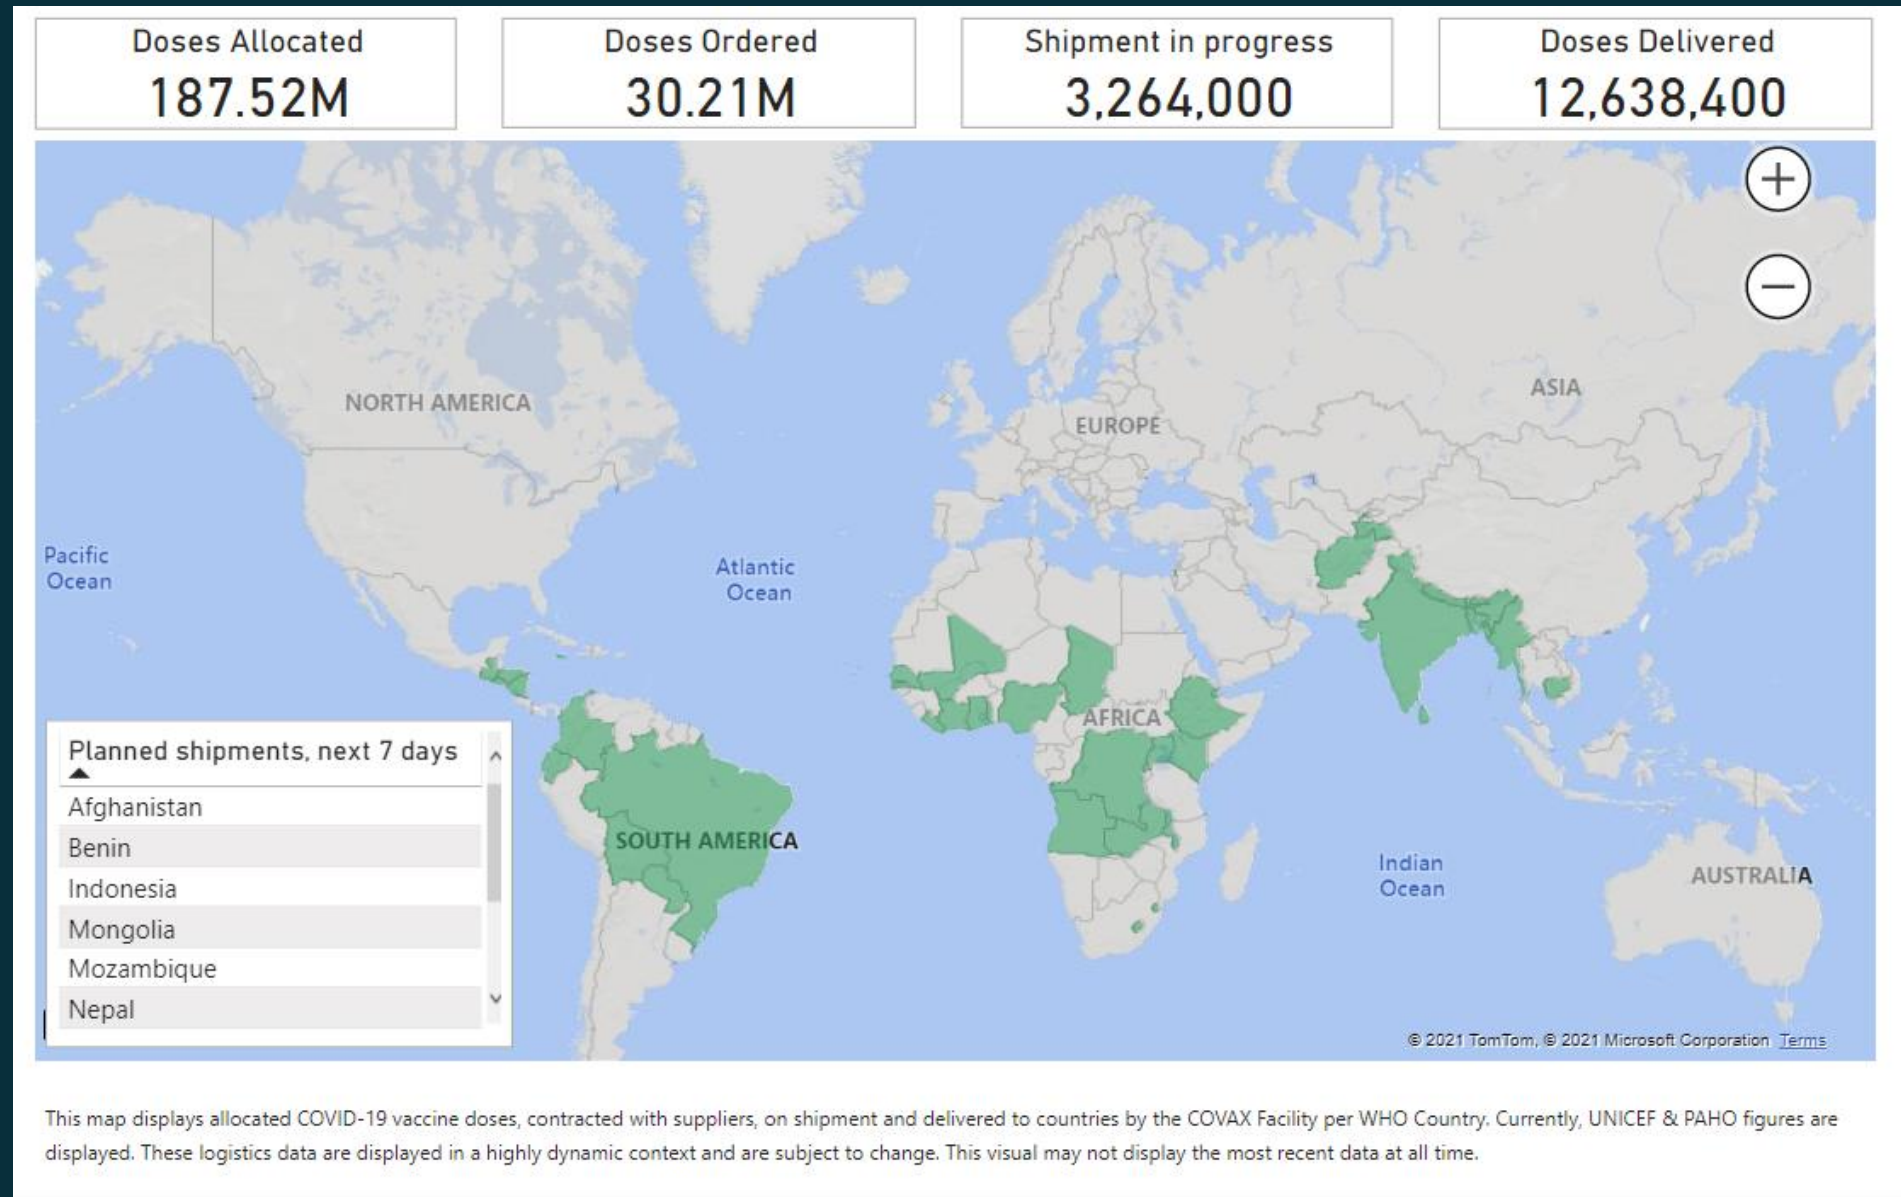 Doses Allocated
187.52M
Doses Ordered
30.21M
Shipment in progress
3,264,000
Doses Delivered
12,638,400
NORTH AMERICA
EUROPE
ASIA
Pacific
Ocean
Atlantic
Ocean
AFRICA
SOUTH AMERICA
Indian
Ocean
AUSTRALIA
Planned shipments, next 7 days
Afghanistan
Benin
Indonesia
Mongolia
Mozambique
Nepal
© 2021 TomTom, © 2021 Microsoft Corporation Terms
This map displays allocated COVID-19 vaccine doses, contracted with suppliers, on shipment and delivered to countries by the COVAX Facility per WHO Country. Currently, UNICEF & PAHO figures are
displayed. These logistics data are displayed in a highly dynamic context and are subject to change. This visual may not display the most recent data at all time.